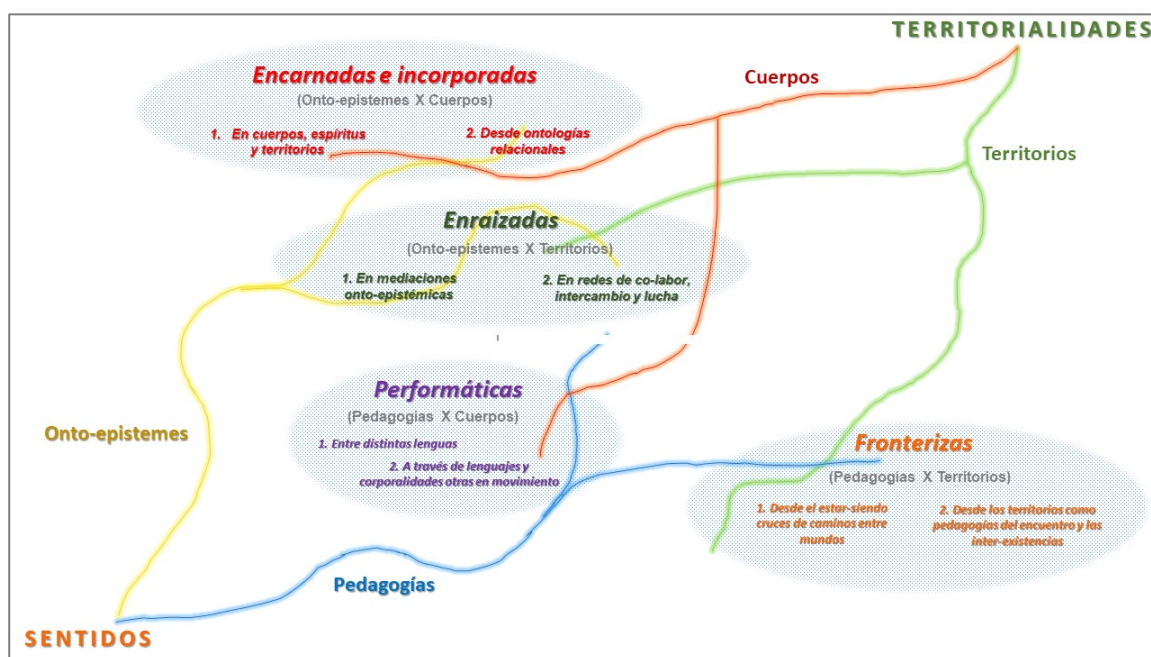 TERRITORIALIDADES
Encarnadas e incorporadas
(Onto-epistemes X Cuerpos)
1. En cuerpos, espíritus
y territorios
2. Desde ontologías
relacionales
Cuerpos
Territorios
Enraizadas
(Onto-epistemes X Territorios)
1. En mediaciones
onto-epistémicas
2. En redes de co-labor,
intercambio y lucha
Performáticas
(Pedagogías X Cuerpos)
1. Entre distintas lenguas
2. A través de lenguajes y
corporalidades otras en movimiento
Onto-epistemes
Fronterizas
(Pedagogías X Territorios)
1. Desde el estar-siendo
cruces de caminos entre
mundos
2. Desde los territorios como
pedagogías del encuentro y las
inter-existencias
Pedagogías
SENTIDOS